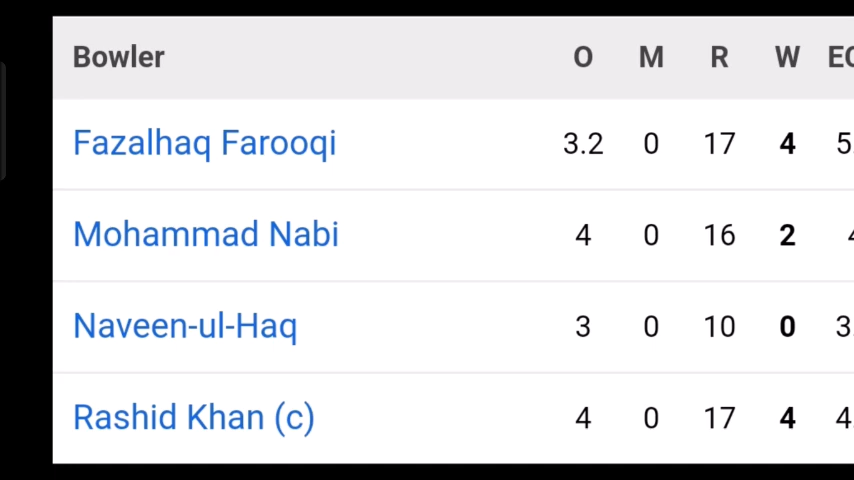 Bowler O M R W
Fazalhaq Farooqi 3.2 0 17 4
Mohammad Nabi 4 0 16 2
Naveen-ul-Haq 3 0 10 0
Rashid Khan (c) 4 0 17 4